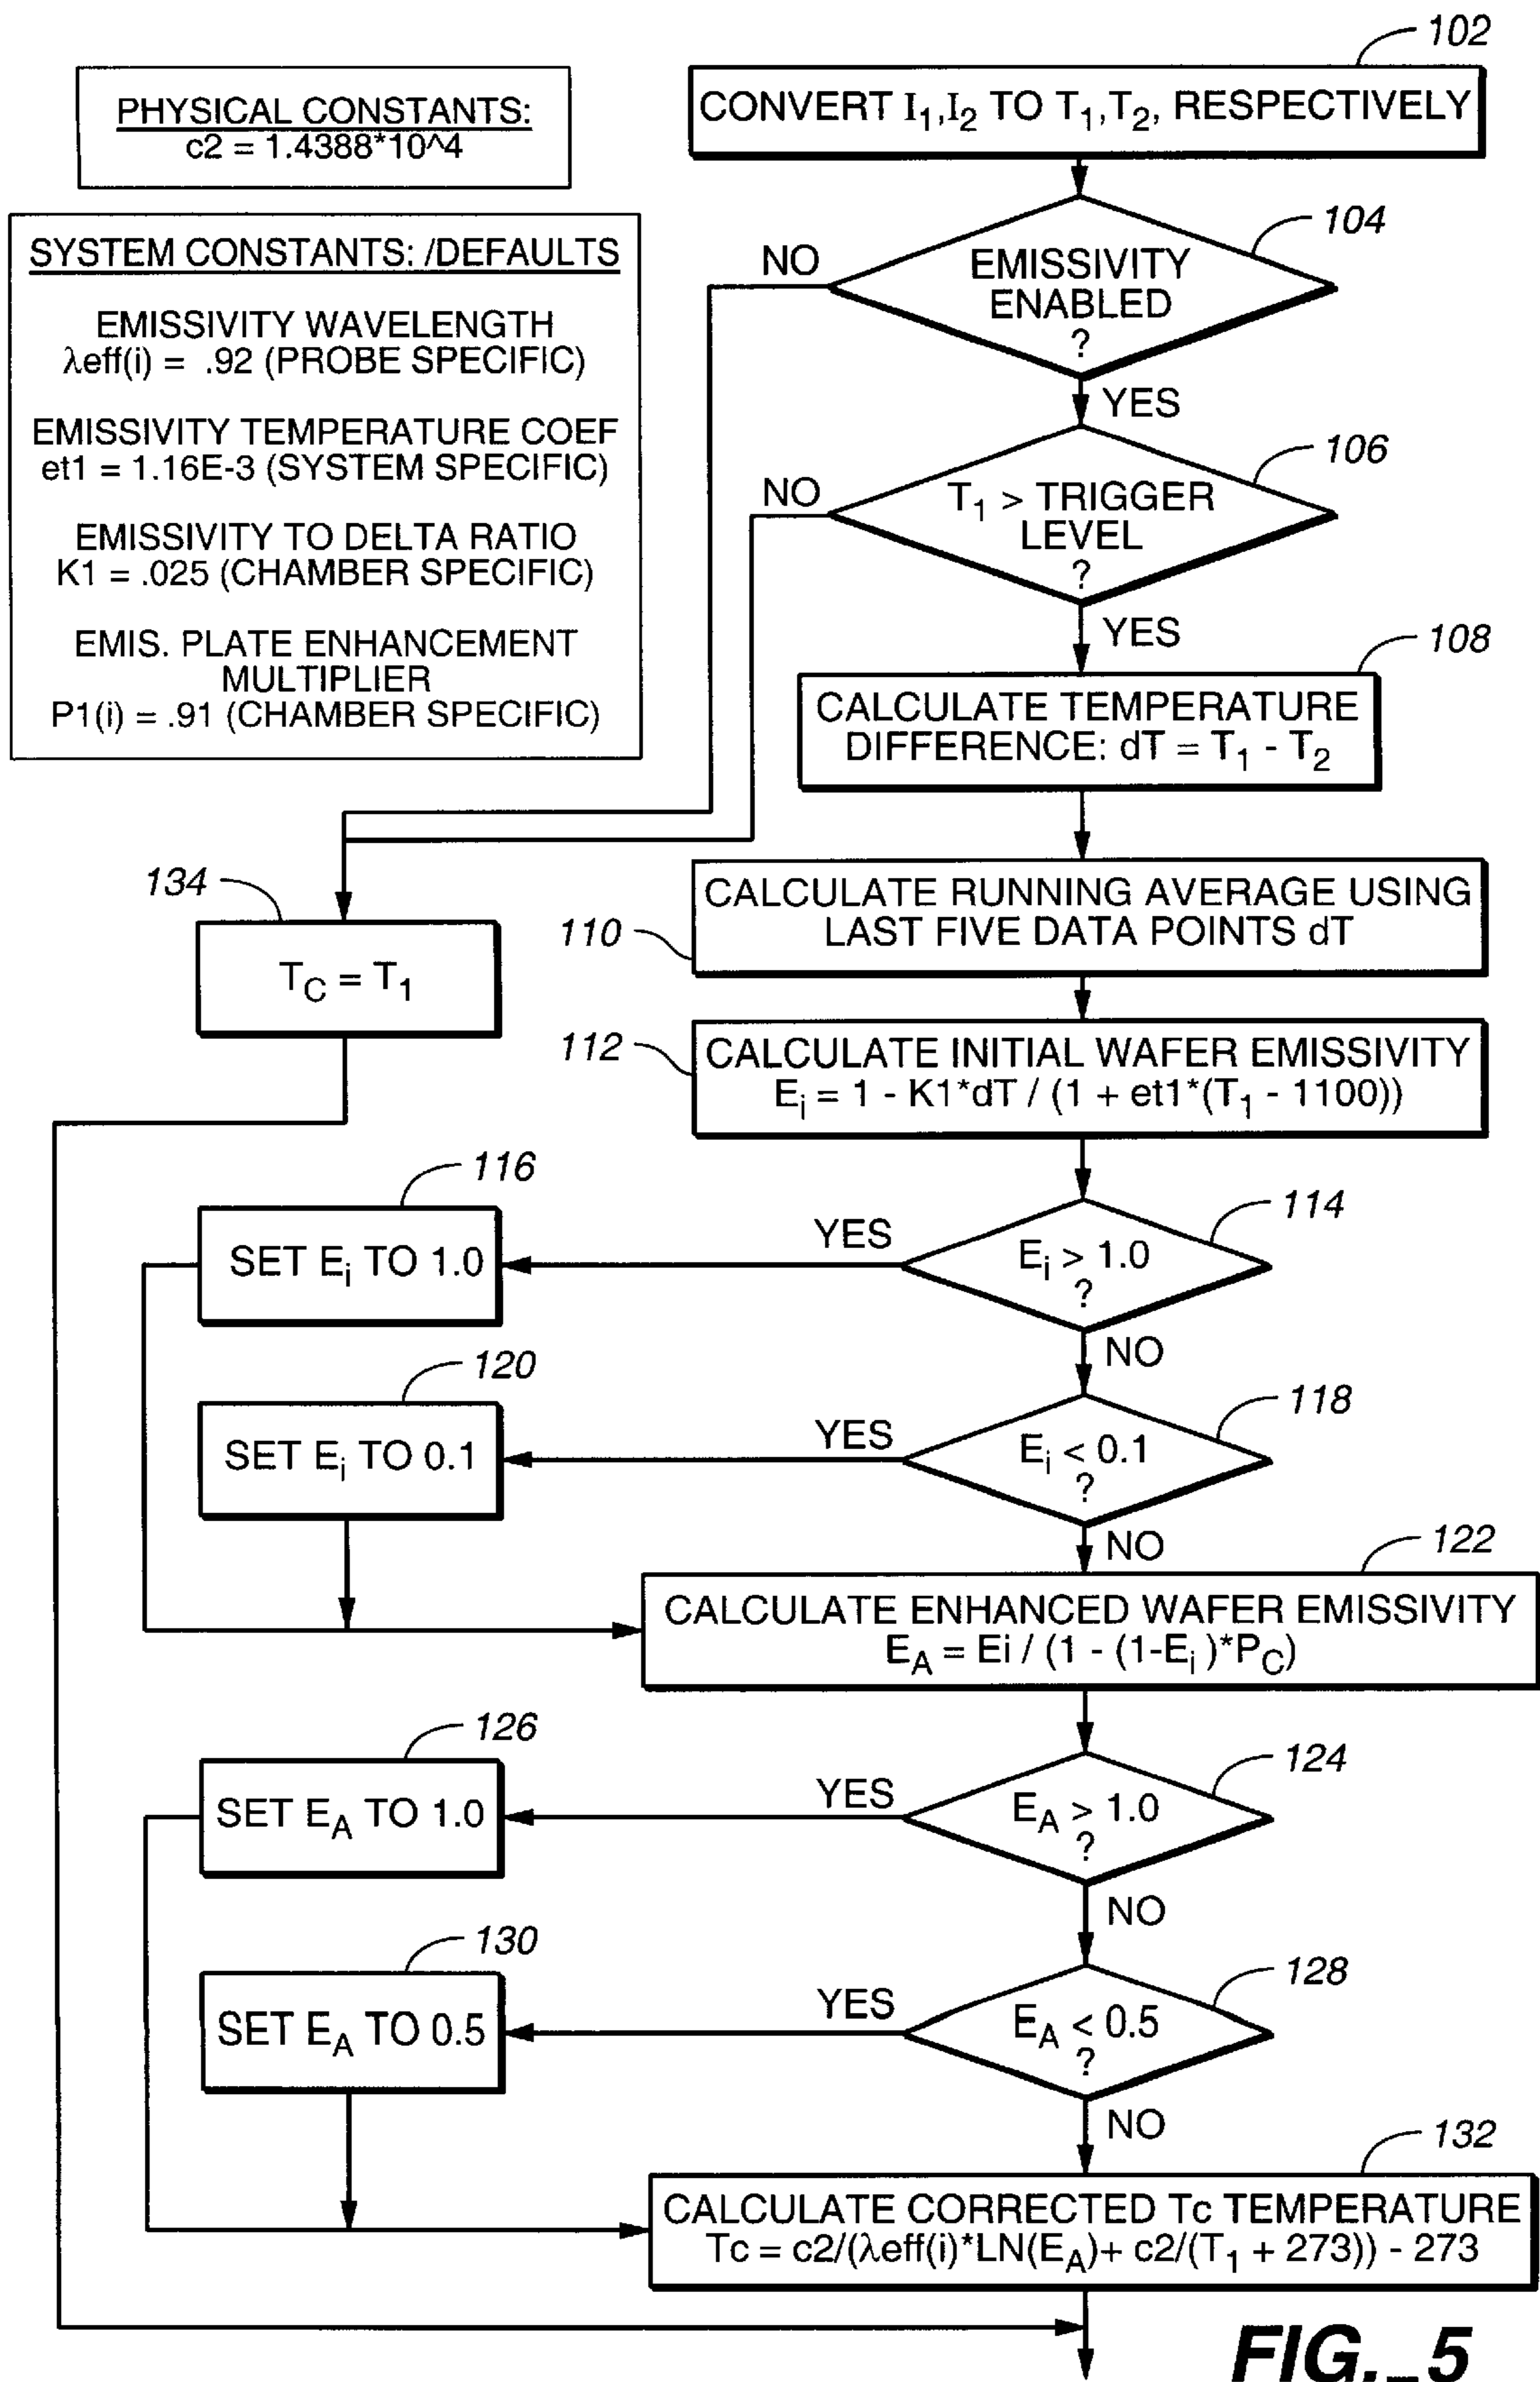 102
CONVERT I1,I2 TO T1,T2, RESPECTIVELY
PHYSICAL CONSTANTS:
c2 = 1.4388*10^4
SYSTEM CONSTANTS: /DEFAULTS
EMISSIVITY WAVELENGTH
λeff(i) = .92 (PROBE SPECIFIC)
EMISSIVITY TEMPERATURE COEF
et1 = 1.16E-3 (SYSTEM SPECIFIC)
EMISSIVITY TO DELTA RATIO
K1 = .025 (CHAMBER SPECIFIC)
EMIS. PLATE ENHANCEMENT
MULTIPLIER
P1(i) = .91 (CHAMBER SPECIFIC)
104
NO
EMISSIVITY
ENABLED
?
YES
106
NO
T1 > TRIGGER
LEVEL
?
YES
108
CALCULATE TEMPERATURE
DIFFERENCE: dT = T1 - T2
134
TC = T1
110
CALCULATE RUNNING AVERAGE USING
LAST FIVE DATA POINTS dT
112
CALCULATE INITIAL WAFER EMISSIVITY
Ei = 1 - K1*dT / (1 + et1*(T1 - 1100))
116
SET Ei TO 1.0
YES
114
Ei > 1.0
?
NO
120
SET Ei TO 0.1
YES
118
Ei < 0.1
?
NO
122
CALCULATE ENHANCED WAFER EMISSIVITY
EA = Ei / (1 - (1-Ei )*PC)
126
SET EA TO 1.0
YES
124
EA > 1.0
?
NO
130
SET EA TO 0.5
YES
128
EA < 0.5
?
NO
132
CALCULATE CORRECTED Tc TEMPERATURE
Tc = c2/(λeff(i)*LN(EA)+ c2/(T1 + 273)) - 273
FIG._5